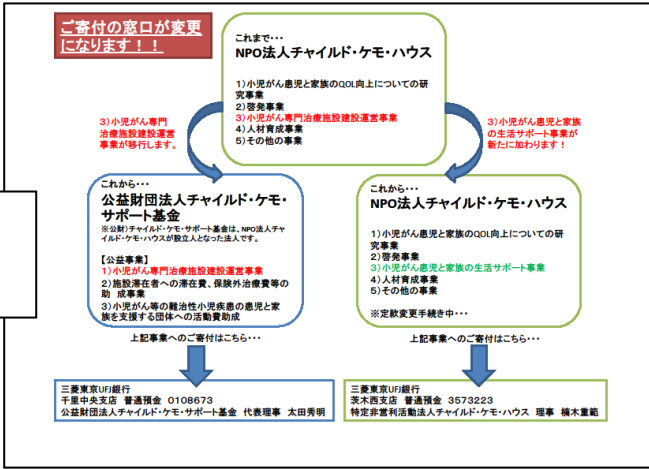 ご寄付の窓口が変更
になります！！
これまで・・・
NPO法人チャイルド・ケモ・ハウス
1)小児がん患児と家族のQOL向上についての研
究事業
2)啓発事業
3)小児がん専門治療施設建設運営事業
4)人材育成事業
5)その他の事業
3)小児がん専門
治療施設建設運営
事業が移行します。
3)小児がん患児と家族
の生活サポート事業が
新たに加わります！
これから・・・
公益財団法人チャイルド・ケモ・
サポート基金
※公財)チャイルド・ケモ・サポート基金は、NPO法人チャ
イルド・ケモ・ハウスが設立人となった法人です。
【公益事業】
1)小児がん専門治療施設建設運営事業
2)施設滞在者への滞在費、保険外治療費等の
助 成事業
3)小児がん等の難治性小児疾患の患児と家
族を支援する団体への活動費助成
これから・・・
NPO法人チャイルド・ケモ・ハウス
1)小児がん患児と家族のQOL向上についての研
究事業
2)啓発事業
3)小児がん患児と家族の生活サポート事業
4)人材育成事業
5)その他の事業
※定款変更手続き中・・・
上記事業へのご寄付はこちら・・・
上記事業へのご寄付はこちら・・・
三菱東京UFJ銀行
千里中央支店 普通預金 0108673
公益財団法人チャイルド・ケモ・サポート基金 代表理事 太田秀明
三菱東京UFJ銀行
茨木西支店 普通預金 3573223
特定非営利活動法人チャイルド・ケモ・ハウス 理事 楠木重範